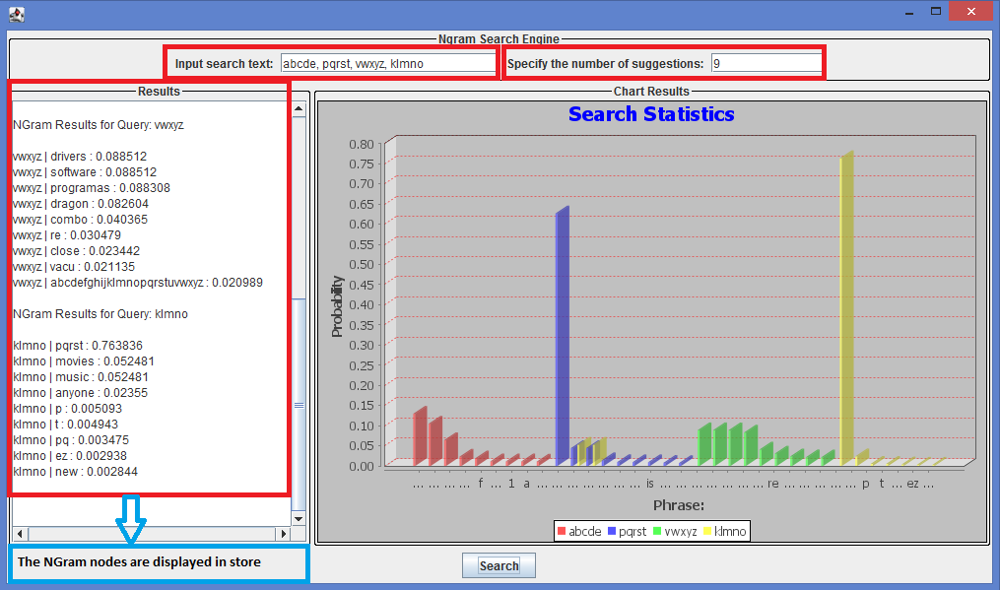 Ngram Search Engine
Input search text: abcde, pqrst, vwxyz, klmno
Specify the number of suggestions: 9
Results
NGram Results for Query: vwxyz
vwxyz | drivers : 0.088512
vwxyz | software : 0.088512
vwxyz | programas : 0.088308
vwxyz | dragon : 0.082604
vwxyz | combo : 0.040365
vwxyz | re : 0.030479
vwxyz | close : 0.023442
vwxyz | vacu : 0.021135
vwxyz | abcdefghijklmnopqrstuvwxyz : 0.020989
NGram Results for Query: klmno
klmno | pqrst : 0.763836
klmno | movies : 0.052481
klmno | music : 0.052481
klmno | anyone : 0.02355
klmno | p : 0.005093
klmno | t : 0.004943
klmno | pq : 0.003475
klmno | ez : 0.002938
klmno | new : 0.002844
The NGram nodes are displayed in store
Chart Results
Search Statistics
Probability
0.80
0.75
0.70
0.65
0.60
0.55
0.50
0.45
0.40
0.35
0.30
0.25
0.20
0.15
0.10
0.05
0.00
... ... ... ... f ... 1 a ... ... ... ... ... ... ... is ... ... ... ... ... ... ... re ... ... ... ... ... p t ... ez ...
Phrase:
abcde pqrst vwxyz klmno
Search